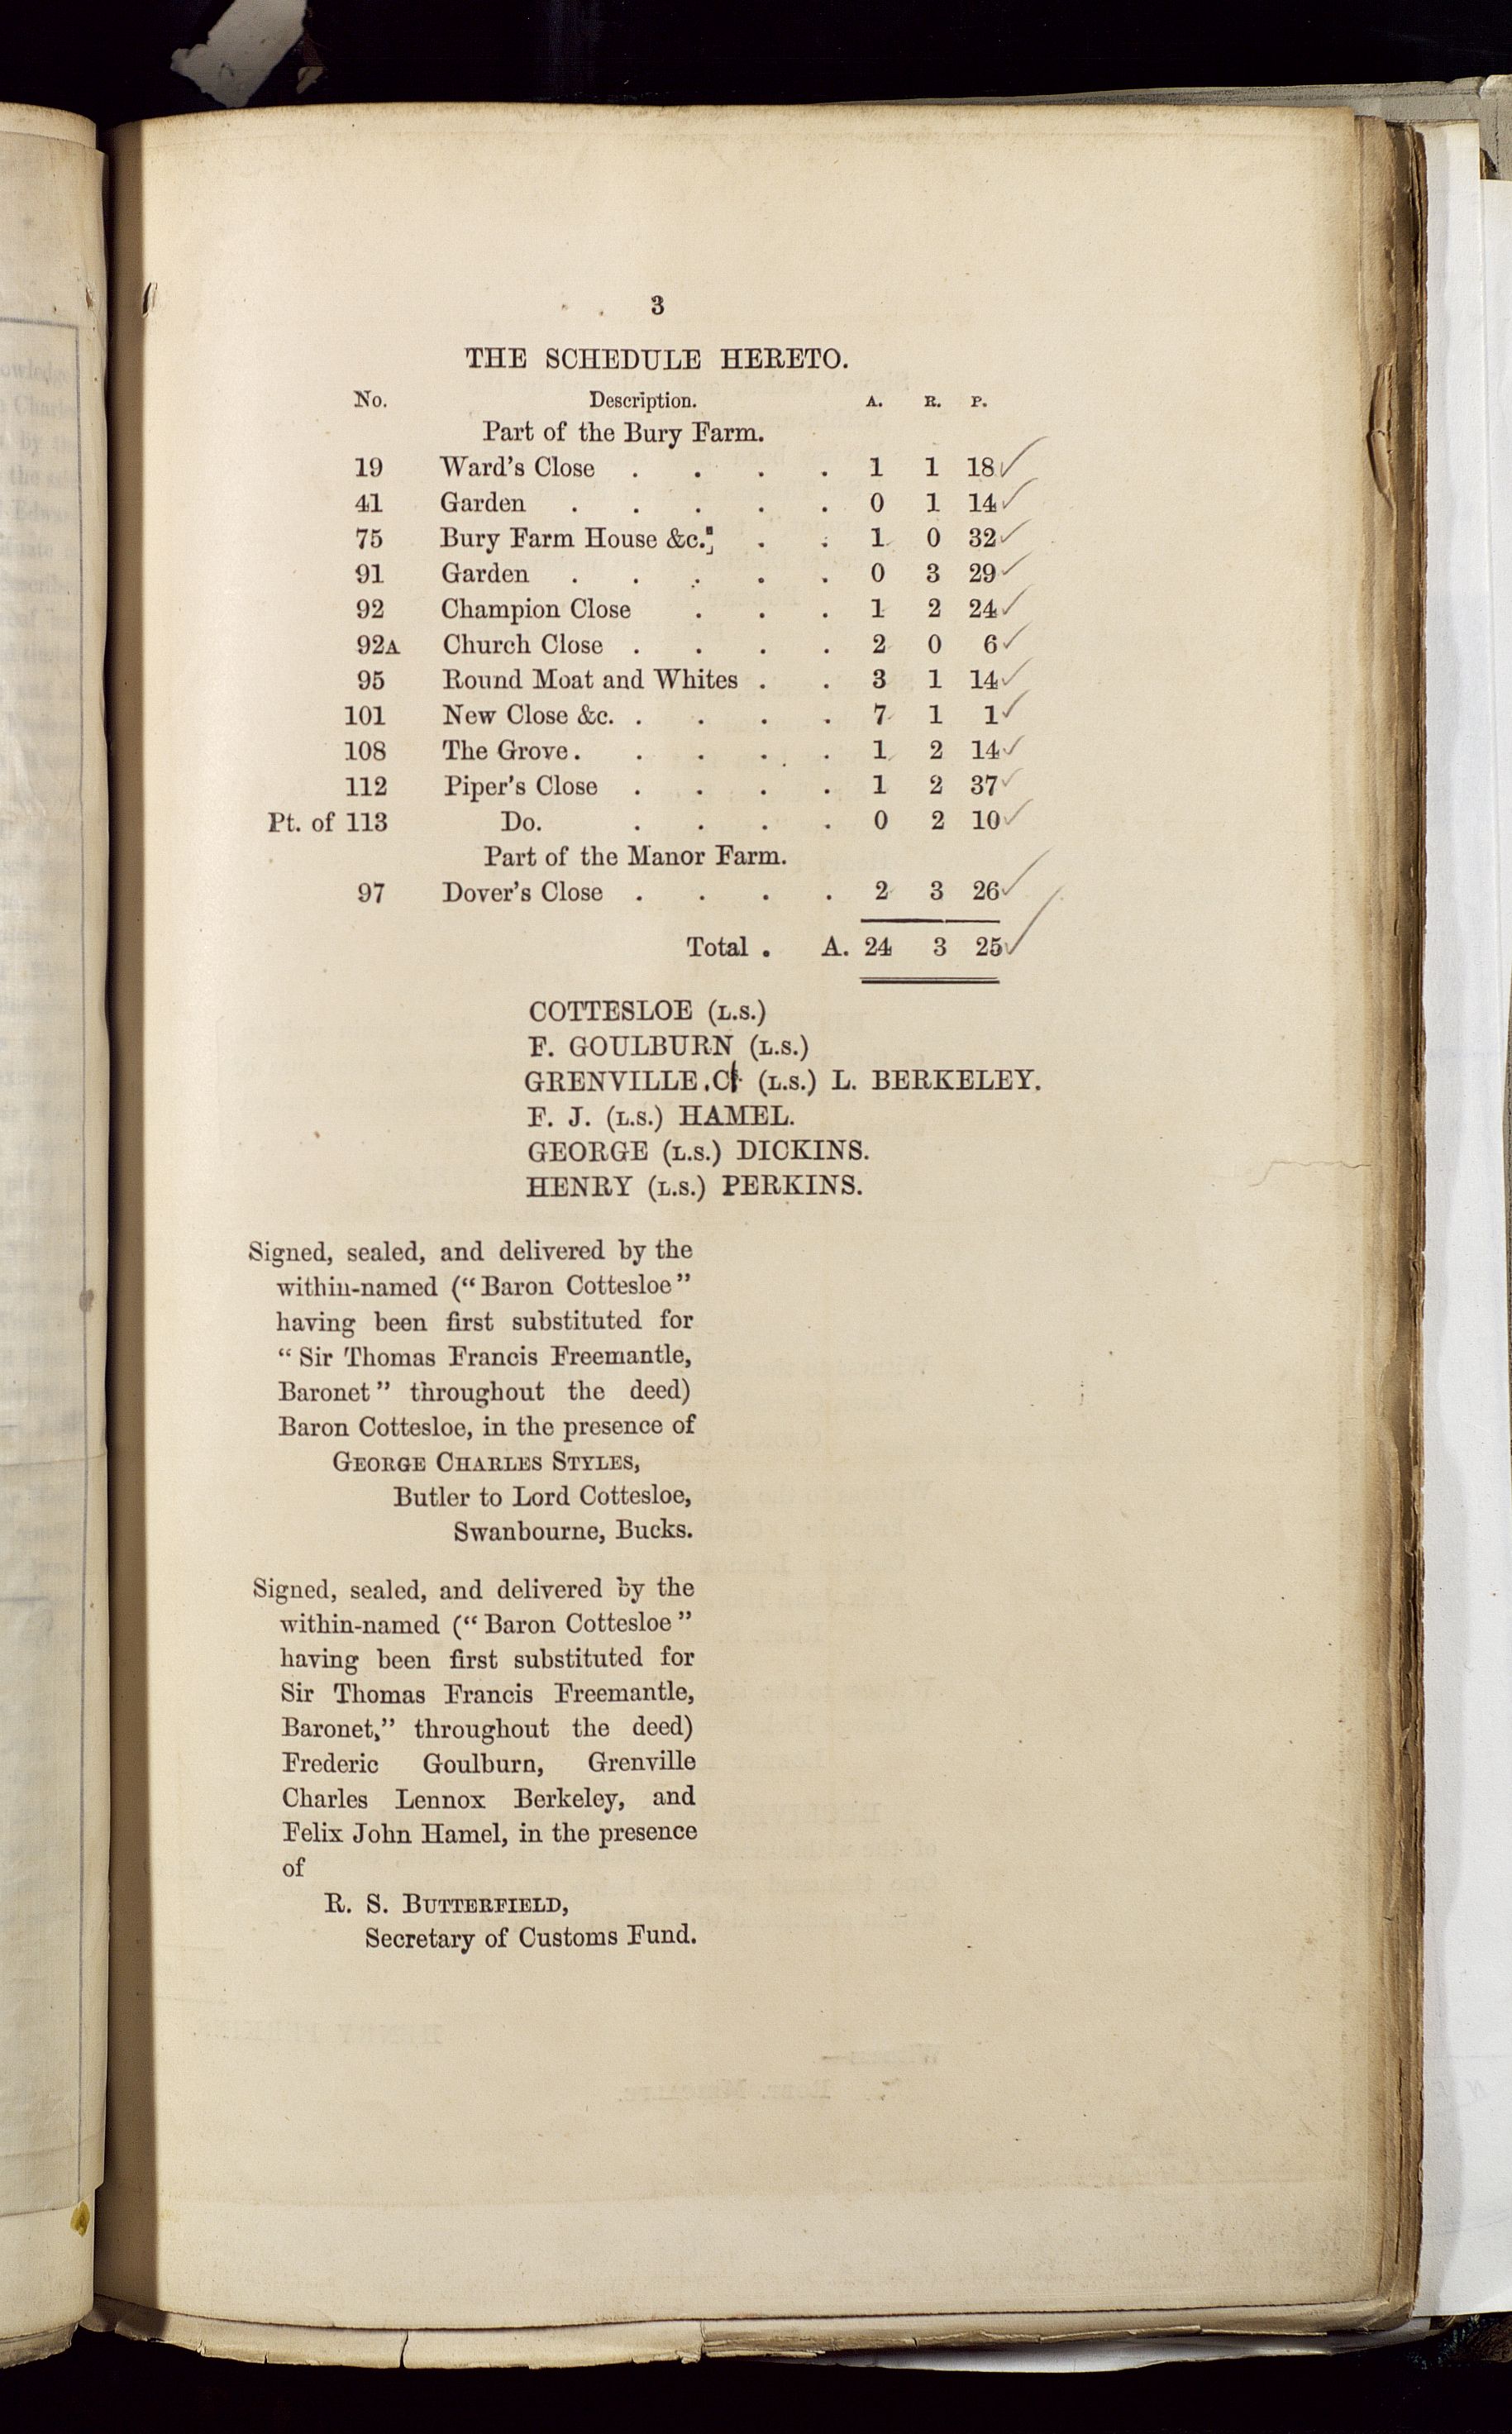 3
THE SCHEDULE HERETO.
No. Description. A. R. P.
Part of the Bury Farm.
19 Ward's Close . . . . 1 1 18
41 Garden . . . . . 0 1 14
75 Bury Farm House &c. . . 1 0 32
91 Garden . . . . . 0 3 29
92 Champion Close . . . 1 2 24
92A Church Close . . . . 2 0 6
95 Round Moat and Whites . . 3 1 14
101 New Close &c. . . . . 7 1 1
108 The Grove . . . . . 1 2 14
112 Piper's Close . . . . 1 2 37
Pt. of 113 Do. . . . . 0 2 10
Part of the Manor Farm.
97 Dover's Close . . . . 2 3 26
Total . A. 24 3 25
COTTESLOE (L.S.)
F. GOULBURN (L.S.)
GRENVILLE C. (L.S.) L. BERKELEY.
F. J. (L.S.) HAMEL.
GEORGE (L.S.) DICKINS.
HENRY (L.S.) PERKINS.
Signed, sealed, and delivered by the
within-named (“Baron Cottesloe”
having been first substituted for
“Sir Thomas Francis Freemantle,
Baronet” throughout the deed)
Baron Cottesloe, in the presence of
GEORGE CHARLES STYLES,
Butler to Lord Cottesloe,
Swanbourne, Bucks.
Signed, sealed, and delivered by the
within-named (“Baron Cottesloe”
having been first substituted for
Sir Thomas Francis Freemantle,
Baronet,” throughout the deed)
Frederic Goulburn, Grenville
Charles Lennox Berkeley, and
Felix John Hamel, in the presence
of
R. S. BUTTERFIELD,
Secretary of Customs Fund.